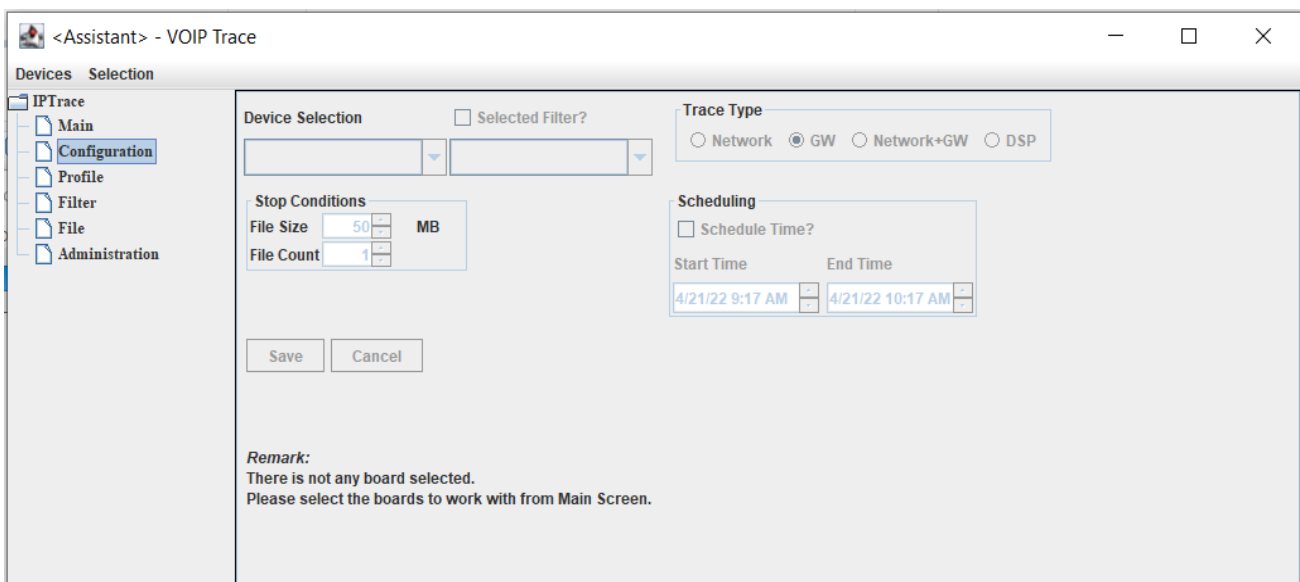 <Assistant> - VOIP Trace
Devices Selection
IPTrace
Main
Configuration
Profile
Filter
File
Administration
Device Selection
Selected Filter?
Trace Type
Network GW Network+GW DSP
Stop Conditions
File Size 50 MB
File Count 1
Scheduling
Schedule Time?
Start Time End Time
4/21/22 9:17 AM 4/21/22 10:17 AM
Save Cancel
Remark:
There is not any board selected.
Please select the boards to work with from Main Screen.